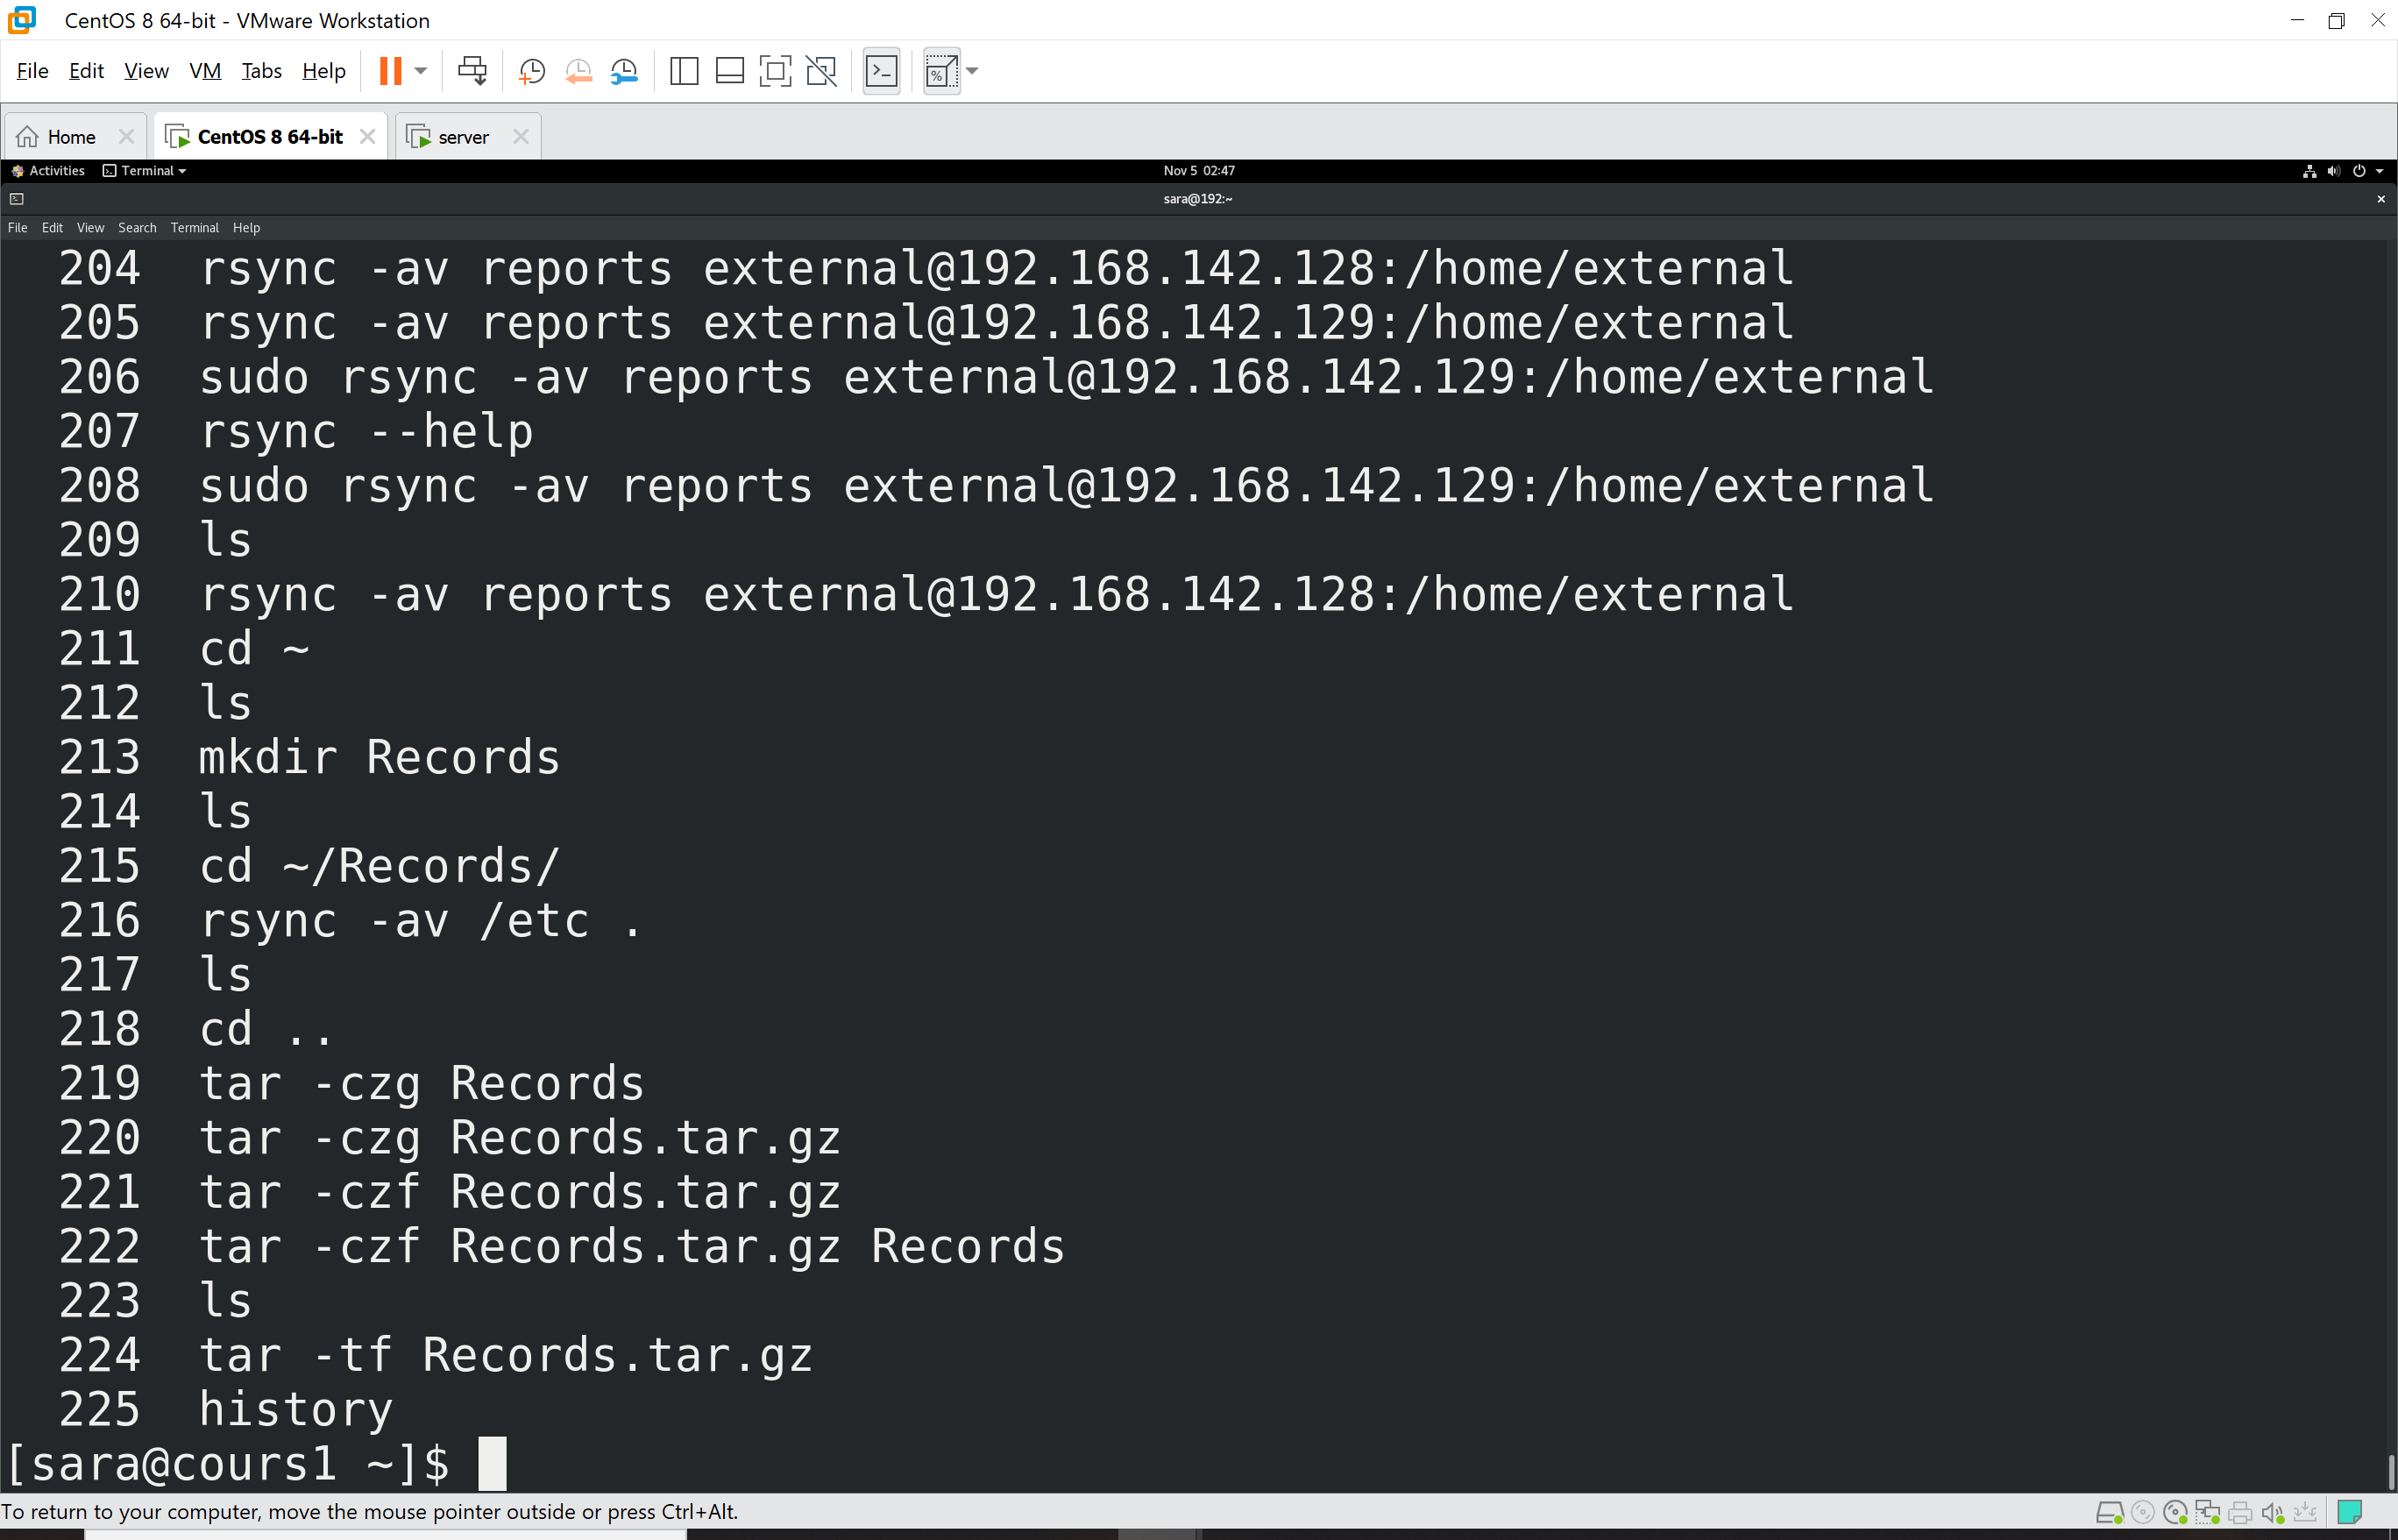 CentOS 8 64-bit - VMware Workstation
File Edit View VM Tabs Help
Home CentOS 8 64-bit server
Activities Terminal Nov 5 02:47
sara@192:~
File Edit View Search Terminal Help
204 rsync -av reports external@192.168.142.128:/home/external
205 rsync -av reports external@192.168.142.129:/home/external
206 sudo rsync -av reports external@192.168.142.129:/home/external
207 rsync --help
208 sudo rsync -av reports external@192.168.142.129:/home/external
209 ls
210 rsync -av reports external@192.168.142.128:/home/external
211 cd ~
212 ls
213 mkdir Records
214 ls
215 cd ~/Records/
216 rsync -av /etc .
217 ls
218 cd ..
219 tar -czg Records
220 tar -czg Records.tar.gz
221 tar -czf Records.tar.gz
222 tar -czf Records.tar.gz Records
223 ls
224 tar -tf Records.tar.gz
225 history
[sara@cours1 ~]$
To return to your computer, move the mouse pointer outside or press Ctrl+Alt.